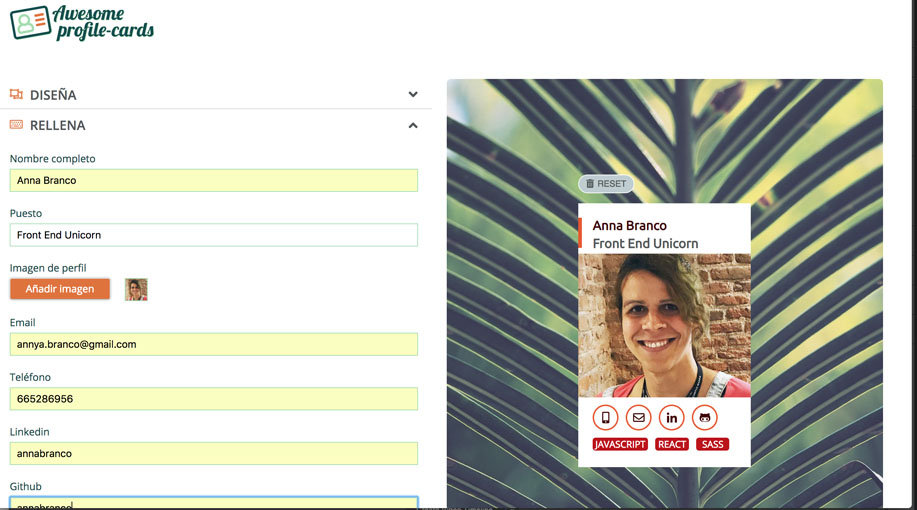 Awesome
profile-cards
DISEÑA
RELLENA
Nombre completo
Anna Branco
Puesto
Front End Unicorn
Imagen de perfil
Añadir imagen
Email
annya.branco@gmail.com
Teléfono
665286956
Linkedin
annabranco
Github
annabranco
RESET
Anna Branco
Front End Unicorn
in
JAVASCRIPT REACT SASS